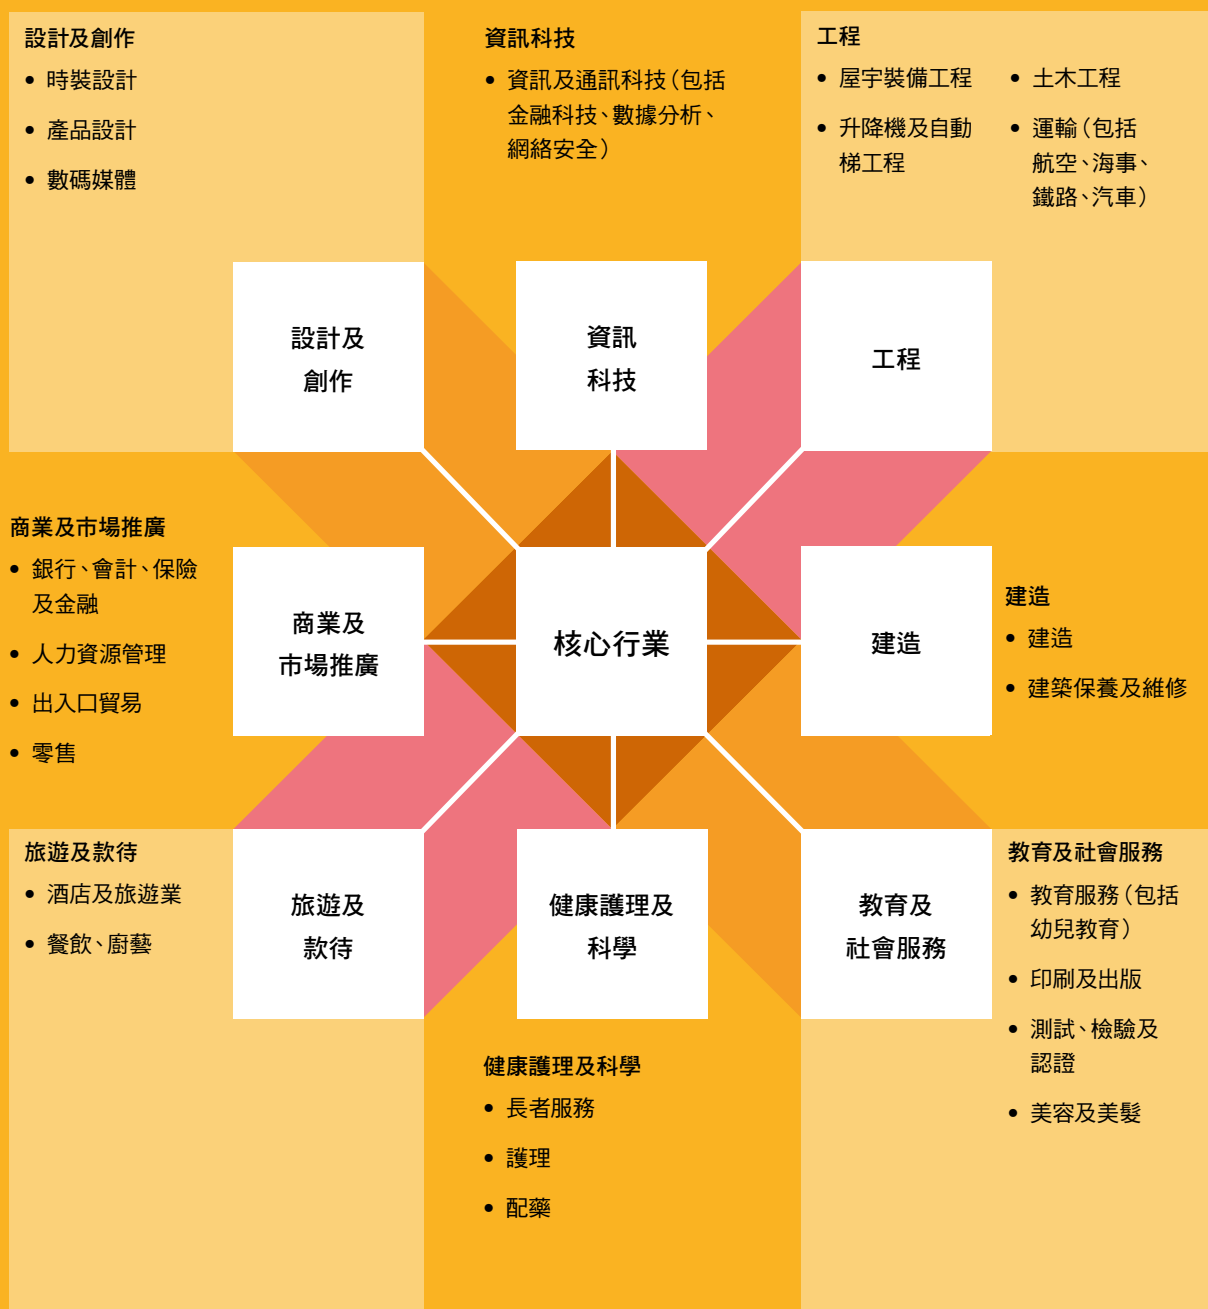 設計及創作
• 時裝設計
• 產品設計
• 數碼媒體
資訊科技
• 資訊及通訊科技（包括
金融科技、數據分析、
網絡安全）
工程
• 屋宇裝備工程
• 升降機及自動
梯工程
• 土木工程
• 運輸（包括
航空、海事、
鐵路、汽車）
設計及
創作
資訊
科技
工程
商業及市場推廣
• 銀行、會計、保險
及金融
• 人力資源管理
• 出入口貿易
• 零售
商業及
市場推廣
核心行業
建造
建造
• 建造
• 建築保養及維修
旅遊及款待
• 酒店及旅遊業
• 餐飲、廚藝
旅遊及
款待
健康護理及
科學
教育及
社會服務
教育及社會服務
• 教育服務（包括
幼兒教育）
• 印刷及出版
• 測試、檢驗及
認證
• 美容及美髮
健康護理及科學
• 長者服務
• 護理
• 配藥